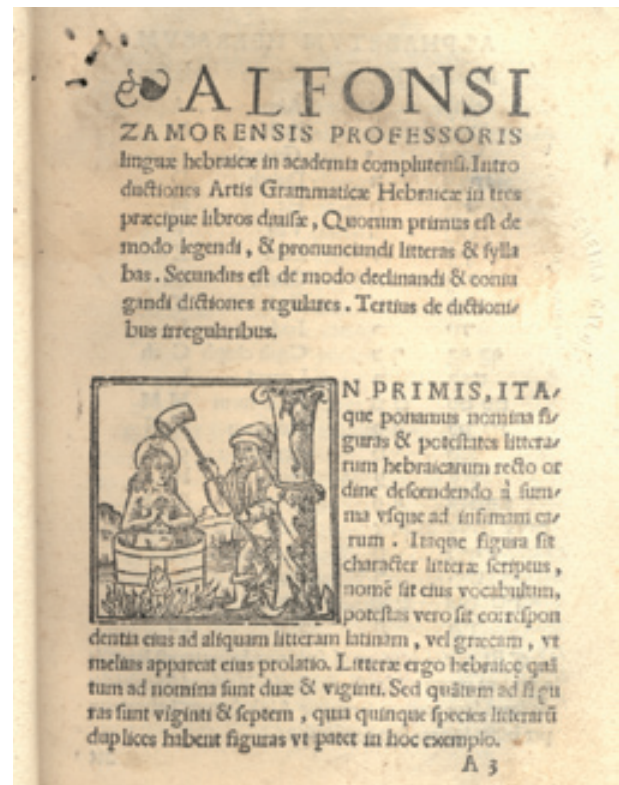 ALFONSI
ZAMORENSIS PROFESSORIS
linguæ hebraicæ in academia complutensi. Intro
ductiones Artis Grammaticæ Hebraicæ in tres
præcipue libros diuisæ, Quorum primus est de
modo legendi, & pronunciandi litteras & sylla
bas. Secundus est de modo declinandi & coniu
gandi dictiones regulares. Tertius de dictioni/
bus irregularibus.
IN PRIMIS, ITA/
que ponamus nomina fi/
guras & potestates littera/
rum hebraicarum recto or
dine descendendo à sum/
ma vsque ad infimam ea/
rum. Itaque figura sit
character litteræ scriptus,
nomē sit eius vocabulum,
potestas vero sit correspon
dentia eius ad aliquam litteram latinam, vel græcam, vt
melius appareat eius prolatio. Litteræ ergo hebraicę quā
tum ad nomina sunt duæ & viginti. Sed quātum ad figu
ras sunt viginti & septem, quia quinque species litterarū
duplices habent figuras vt patet in hoc exemplo.
A 3